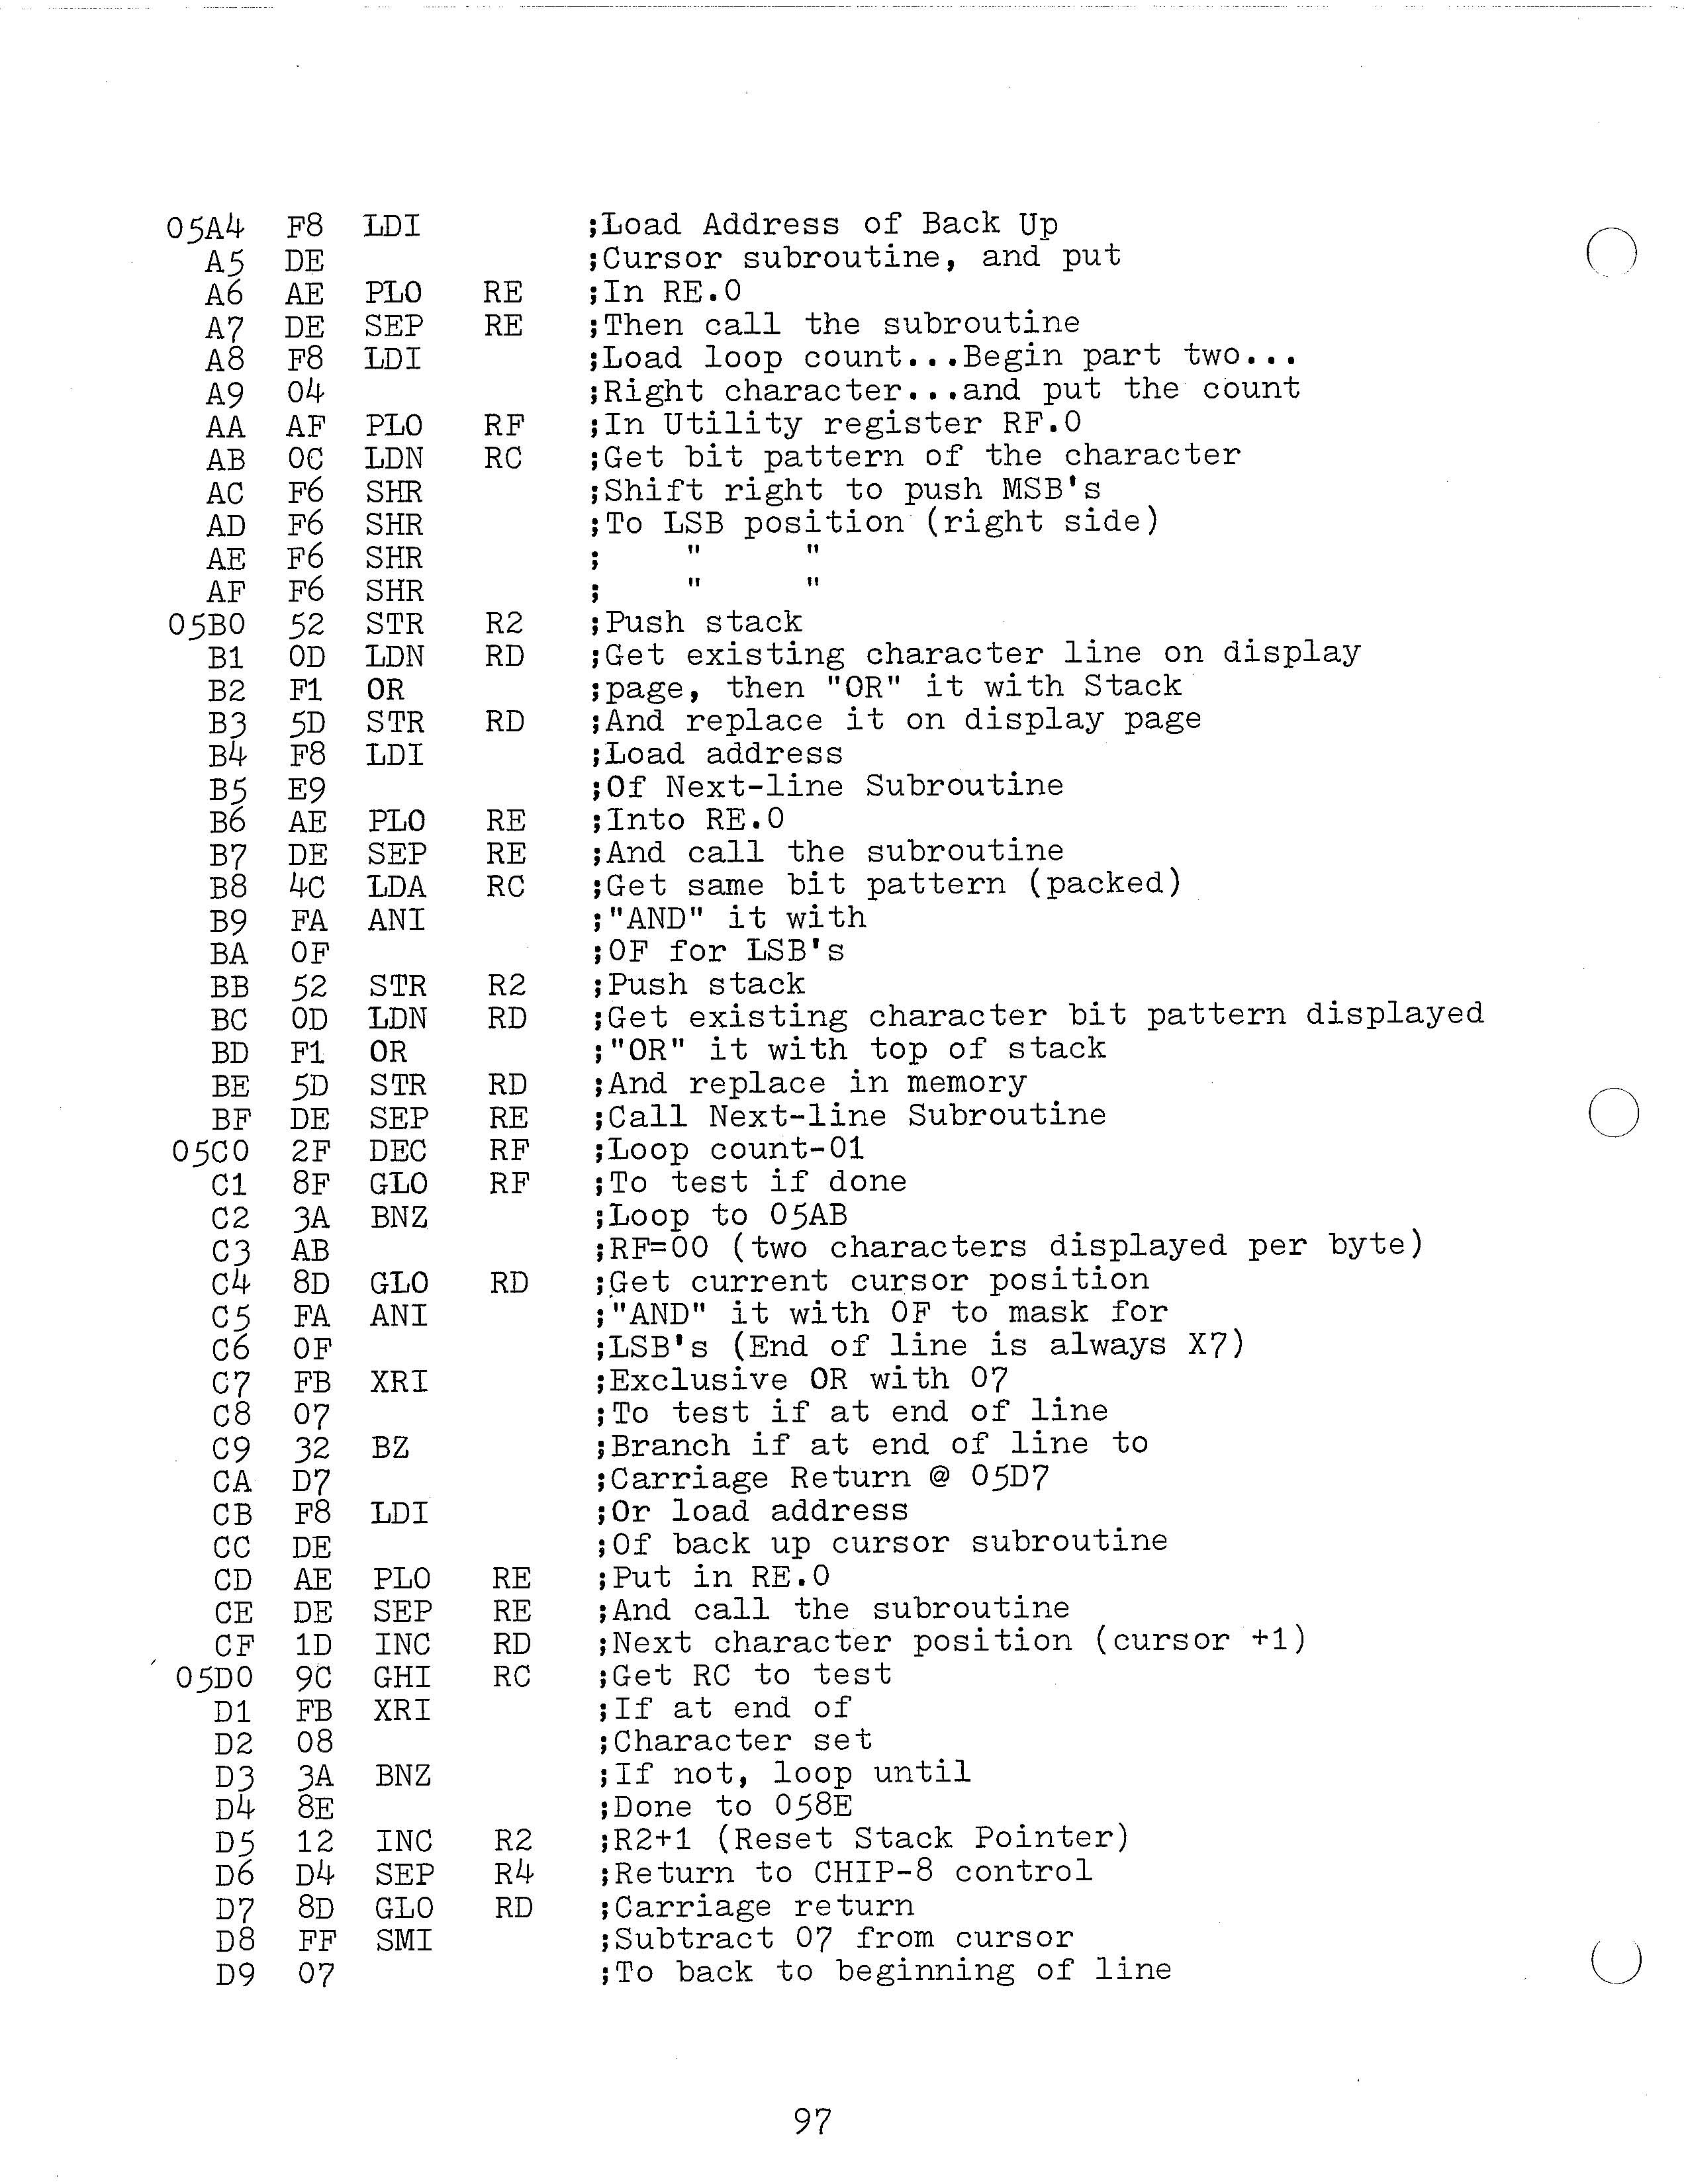 05A4 F8 LDI ;Load Address of Back Up
A5 DE ;Cursor subroutine, and put
A6 AE PLO RE ;In RE.0
A7 DE SEP RE ;Then call the subroutine
A8 F8 LDI ;Load loop count...Begin part two...
A9 04 ;Right character...and put the count
AA AF PLO RF ;In Utility register RF.0
AB 0C LDN RC ;Get bit pattern of the character
AC F6 SHR ;Shift right to push MSB's
AD F6 SHR ;To LSB position (right side)
AE F6 SHR ; " "
AF F6 SHR ; " "
05B0 52 STR R2 ;Push stack
B1 0D LDN RD ;Get existing character line on display
B2 F1 OR ;page, then "OR" it with Stack
B3 5D STR RD ;And replace it on display page
B4 F8 LDI ;Load address
B5 E9 ;Of Next-line Subroutine
B6 AE PLO RE ;Into RE.0
B7 DE SEP RE ;And call the subroutine
B8 4C LDA RC ;Get same bit pattern (packed)
B9 FA ANI ;"AND" it with
BA 0F ;0F for LSB's
BB 52 STR R2 ;Push stack
BC 0D LDN RD ;Get existing character bit pattern displayed
BD F1 OR ;"OR" it with top of stack
BE 5D STR RD ;And replace in memory
BF DE SEP RE ;Call Next-line Subroutine
05C0 2F DEC RF ;Loop count-01
C1 8F GLO RF ;To test if done
C2 3A BNZ ;Loop to 05AB
C3 AB ;RF=00 (two characters displayed per byte)
C4 8D GLO RD ;Get current cursor position
C5 FA ANI ;"AND" it with 0F to mask for
C6 0F ;LSB's (End of line is always X7)
C7 FB XRI ;Exclusive OR with 07
C8 07 ;To test if at end of line
C9 32 BZ ;Branch if at end of line to
CA D7 ;Carriage Return @ 05D7
CB F8 LDI ;Or load address
CC DE ;Of back up cursor subroutine
CD AE PLO RE ;Put in RE.0
CE DE SEP RE ;And call the subroutine
CF 1D INC RD ;Next character position (cursor +1)
05D0 9C GHI RC ;Get RC to test
D1 FB XRI ;If at end of
D2 08 ;Character set
D3 3A BNZ ;If not, loop until
D4 8E ;Done to 058E
D5 12 INC R2 ;R2+1 (Reset Stack Pointer)
D6 D4 SEP R4 ;Return to CHIP-8 control
D7 8D GLO RD ;Carriage return
D8 FF SMI ;Subtract 07 from cursor
D9 07 ;To back to beginning of line
97